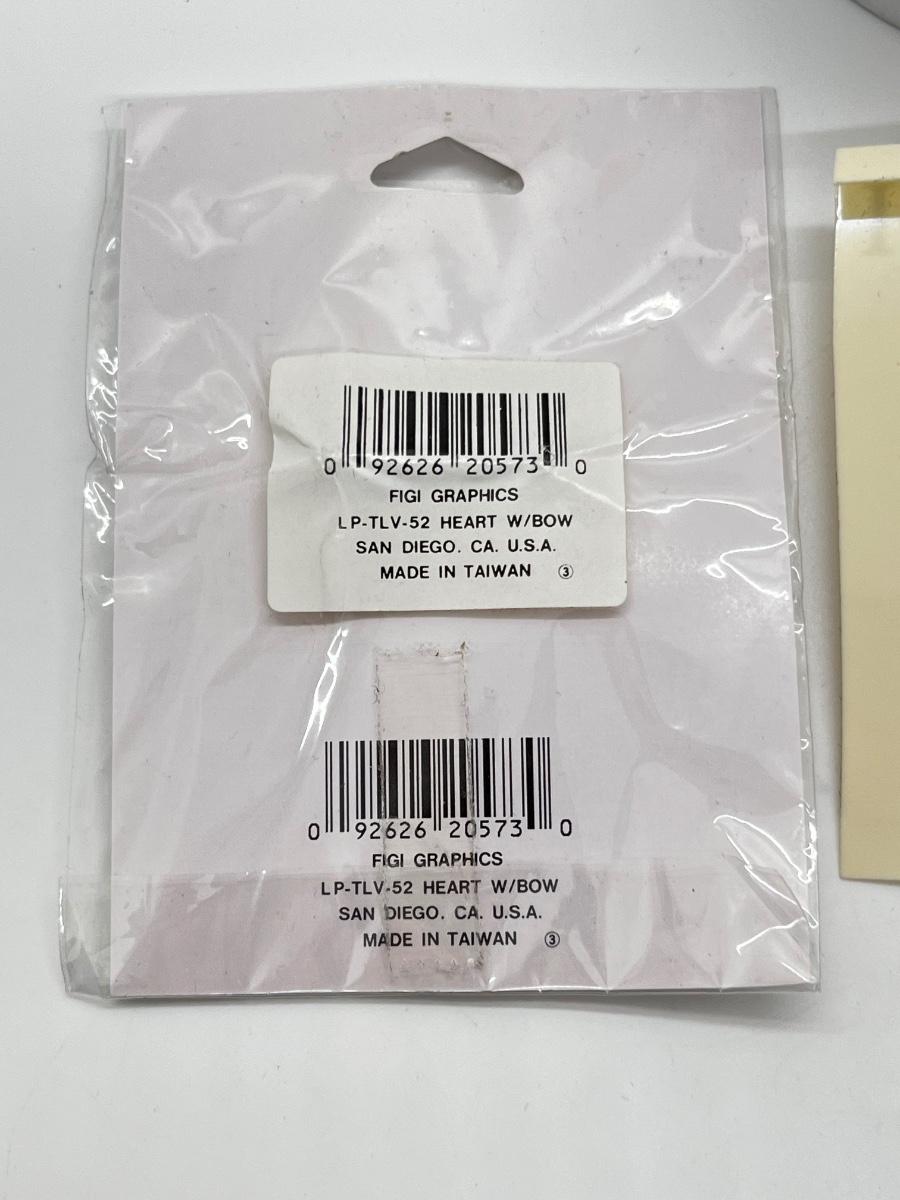 0 92626 20573 0
FIGI GRAPHICS
LP-TLV-52 HEART W/BOW
SAN DIEGO. CA. U.S.A.
MADE IN TAIWAN ③
0 92626 20573 0
FIGI GRAPHICS
LP-TLV-52 HEART W/BOW
SAN DIEGO. CA. U.S.A.
MADE IN TAIWAN ③